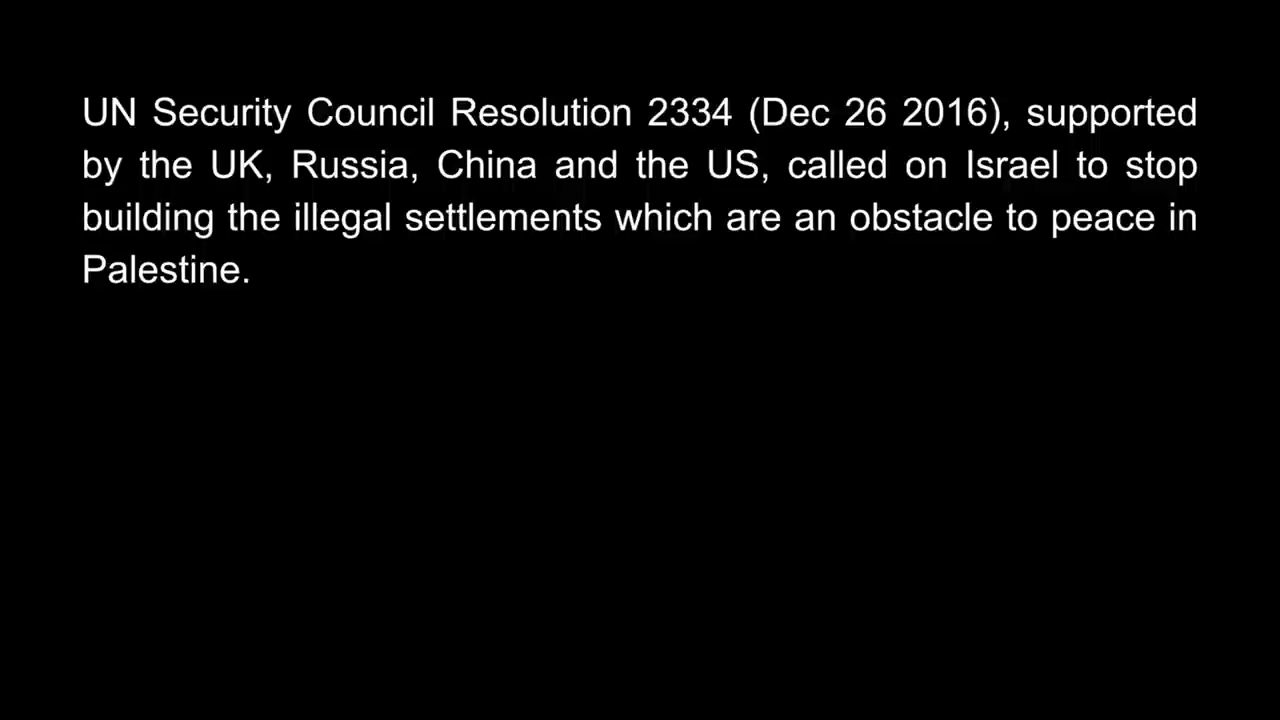 UN Security Council Resolution 2334 (Dec 26 2016), supported
by the UK, Russia, China and the US, called on Israel to stop
building the illegal settlements which are an obstacle to peace in
Palestine.